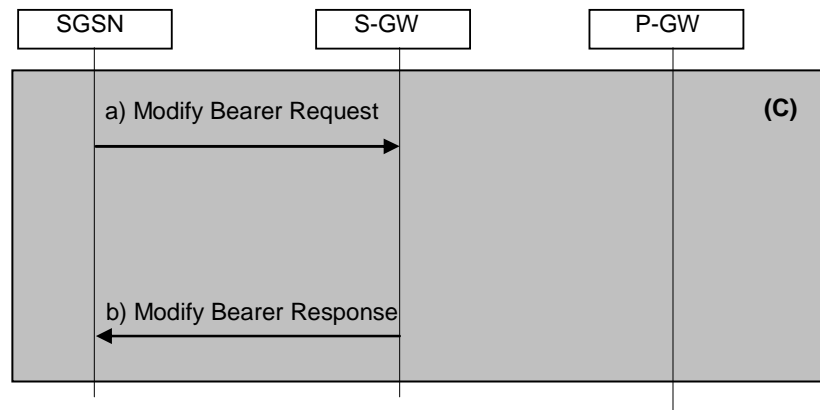 SGSN
S-GW
P-GW
(C)
a) Modify Bearer Request
b) Modify Bearer Response